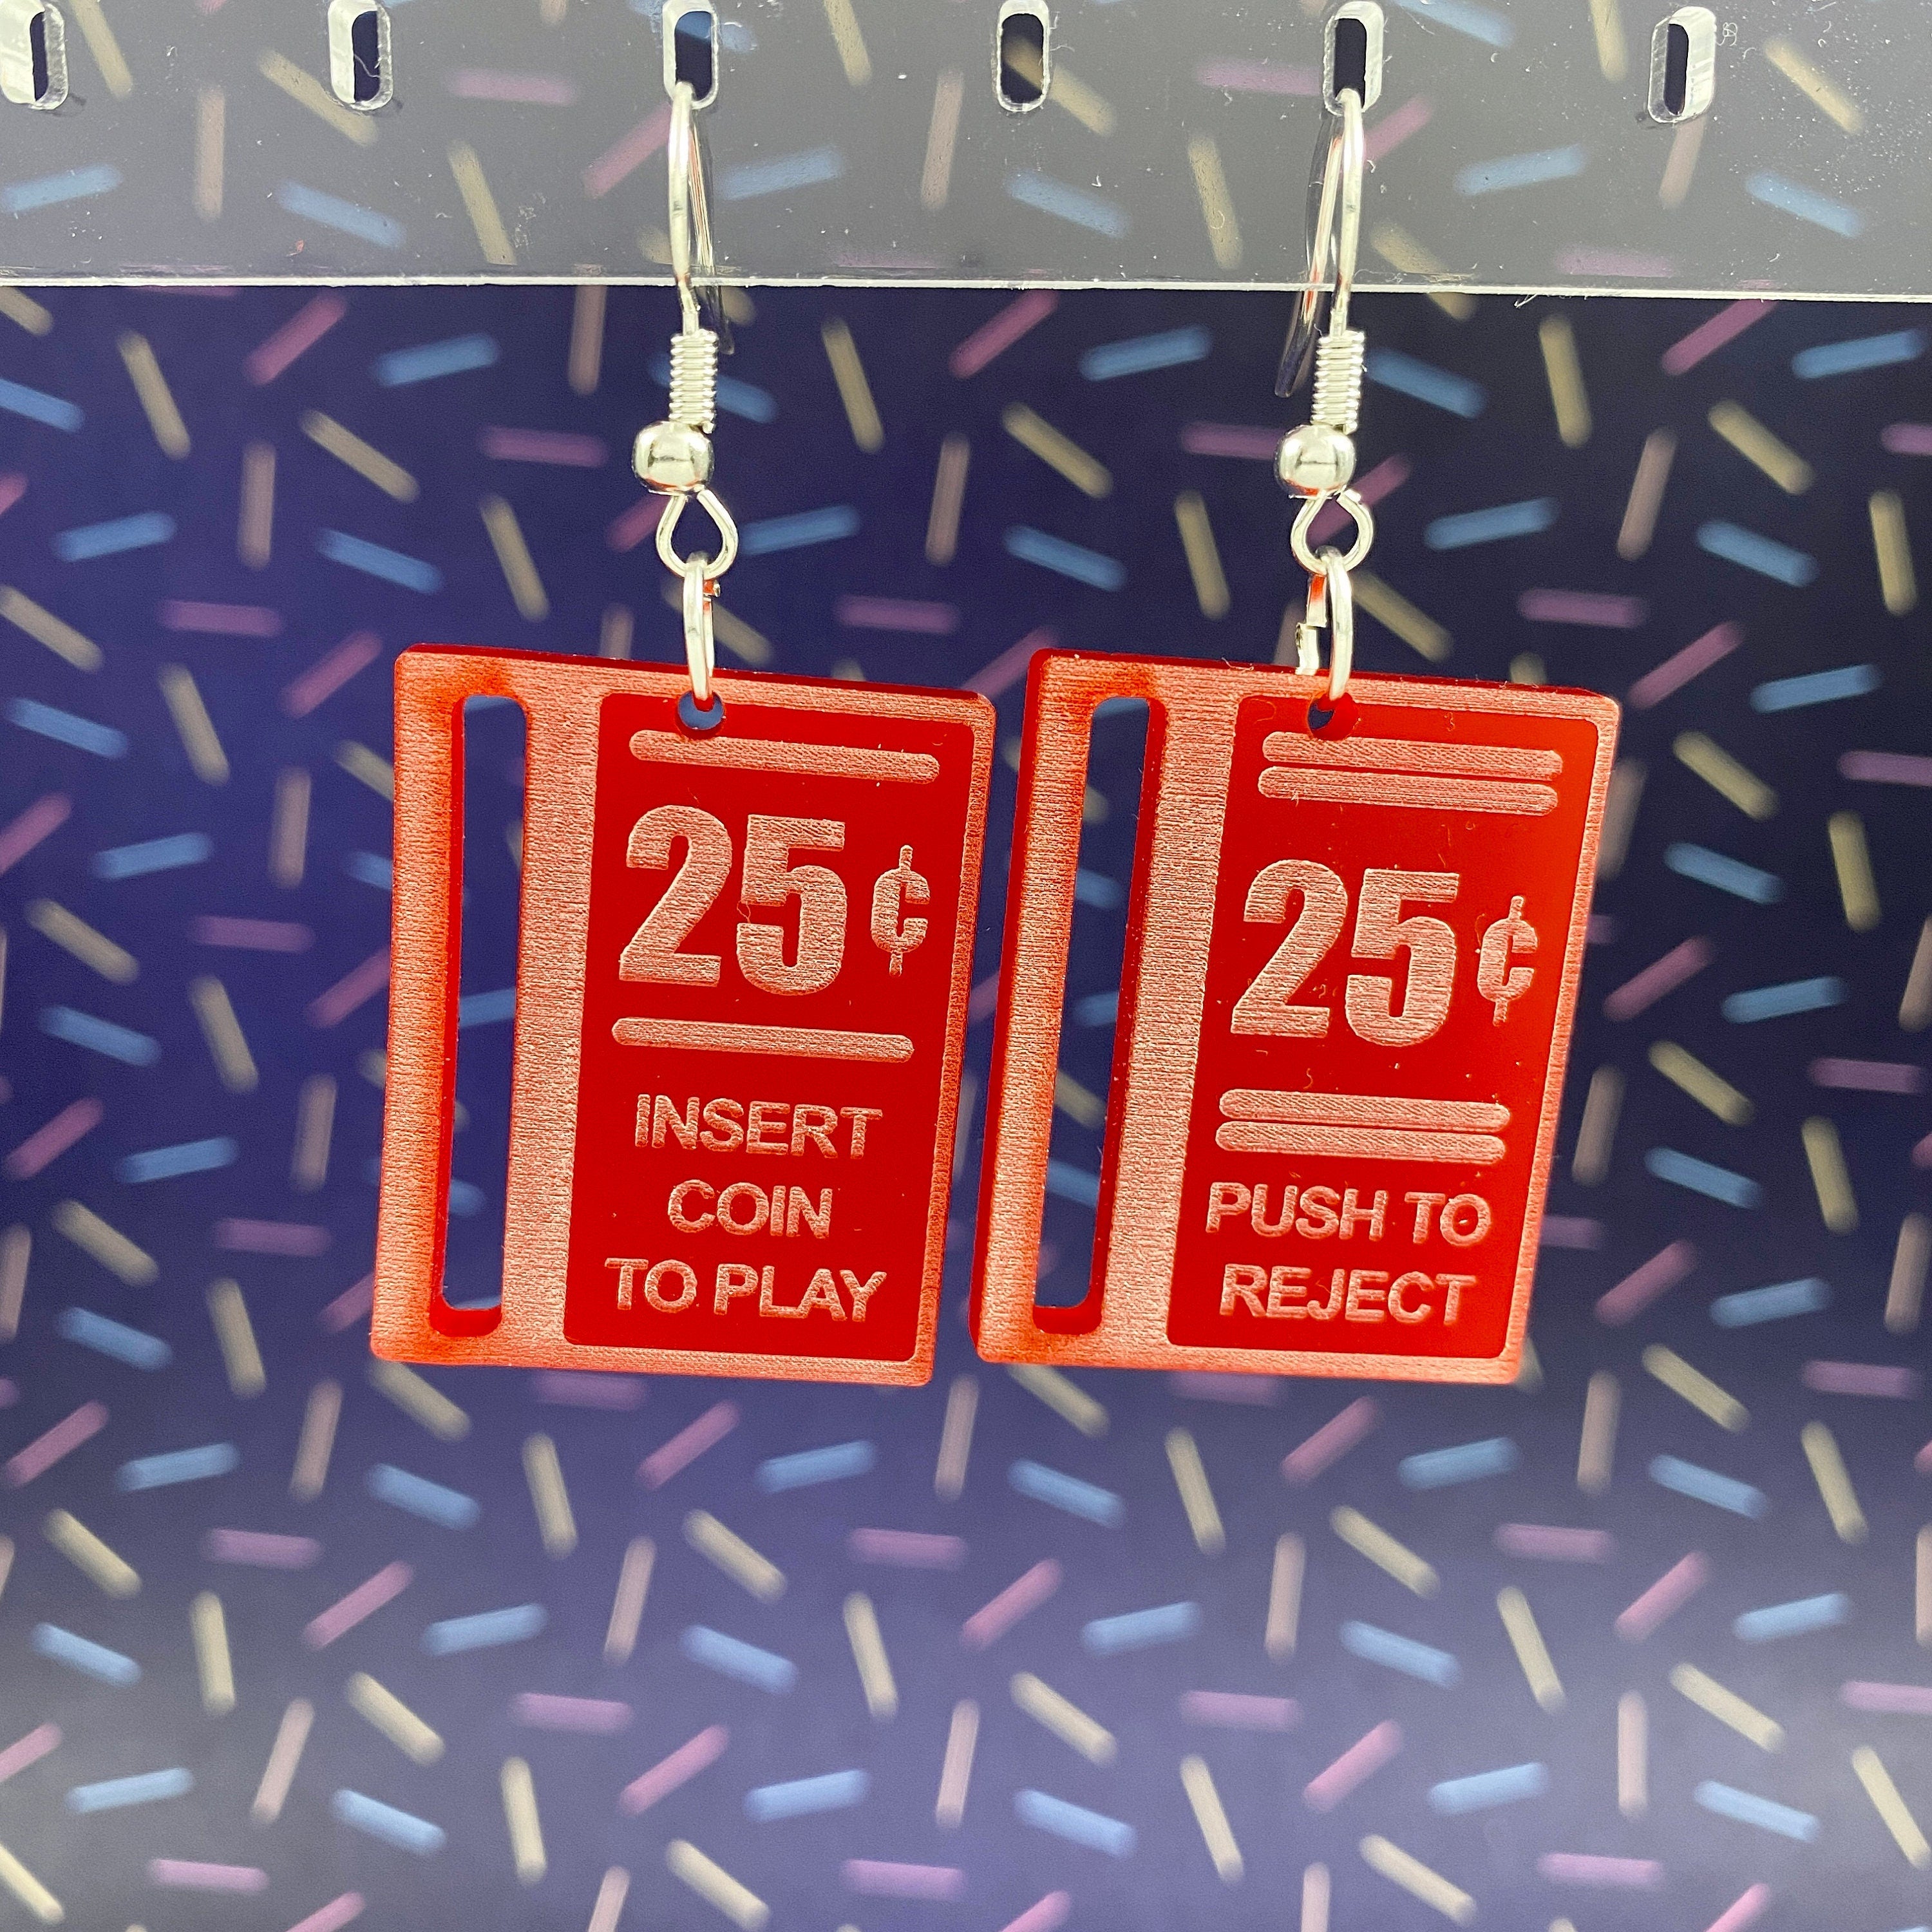 25¢
INSERT
COIN
TO PLAY
25¢
PUSH TO
REJECT